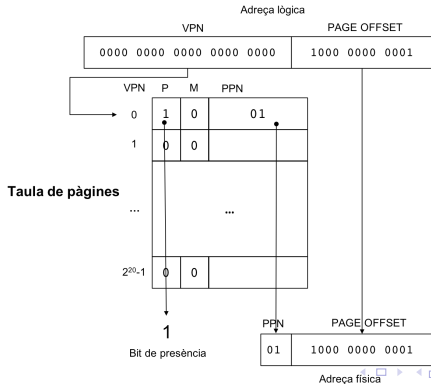 Adreça lògica
VPN PAGE OFFSET
0000 0000 0000 0000 0000 1000 0000 0001
VPN P M PPN
0 1 0 01
1 0 0
Taula de pàgines
... ...
2²⁰-1 0 0
1
Bit de presència
PPN PAGE OFFSET
01 1000 0000 0001
Adreça física